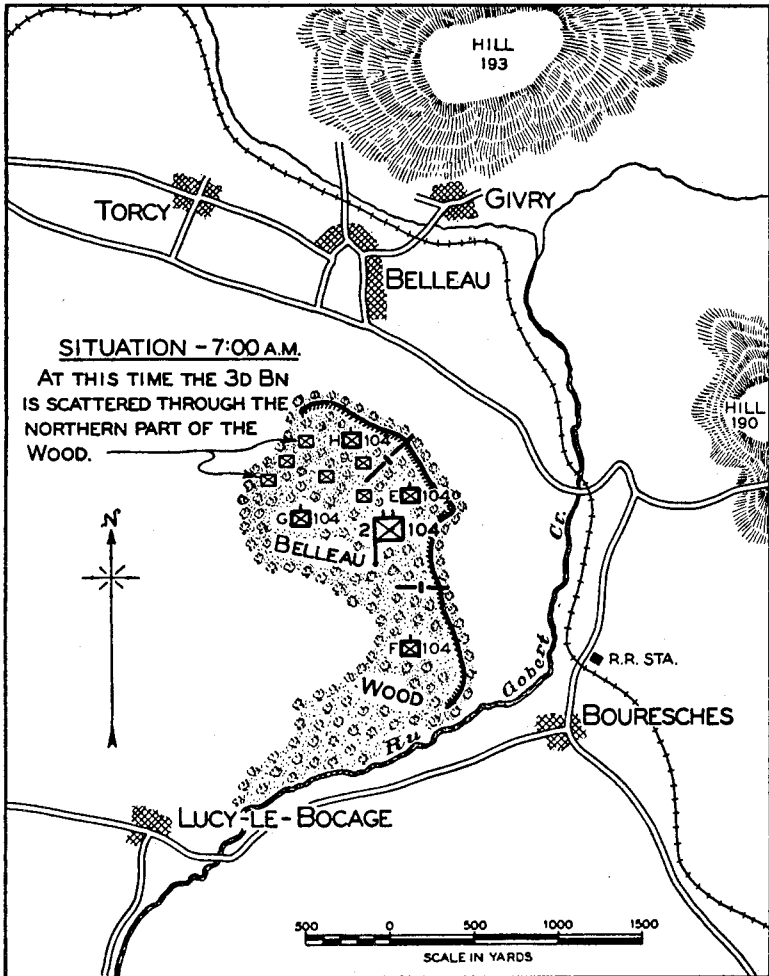 HILL
193
GIVRY
TORCY
BELLEAU
SITUATION - 7:00 A.M.
AT THIS TIME THE 3D BN
IS SCATTERED THROUGH THE
NORTHERN PART OF THE
WOOD.
HILL
190
H 104
E 104
G 104
2 104
BELLEAU
N
F 104
WOOD
Ru Gobert Cr.
R.R. STA.
BOURESCHES
LUCY-LE-BOCAGE
500 0 500 1000 1500
SCALE IN YARDS